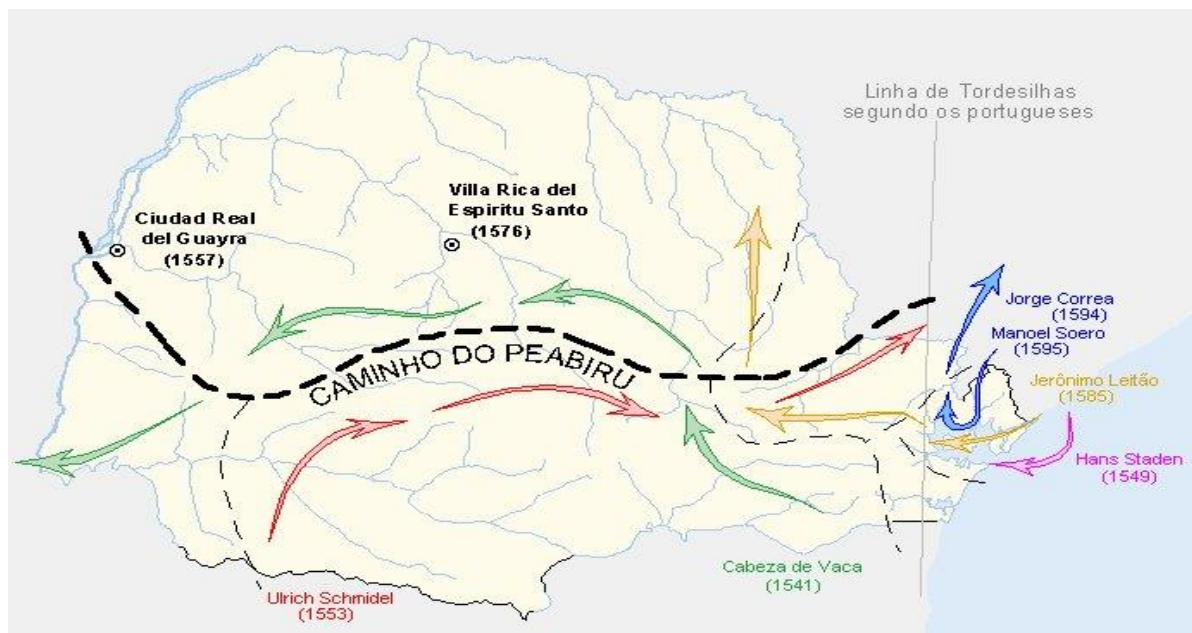 Linha de Tordesilhas
segundo os portugueses
Villa Rica del
Espiritu Santo
(1576)
Ciudad Real
del Guayra
(1557)
Jorge Correa
(1594)
Manoel Soero
(1595)
CAMINHO DO PEABIRU
Jerônimo Leitão
(1585)
Hans Staden
(1549)
Cabeza de Vaca
(1541)
Ulrich Schmidel
(1553)